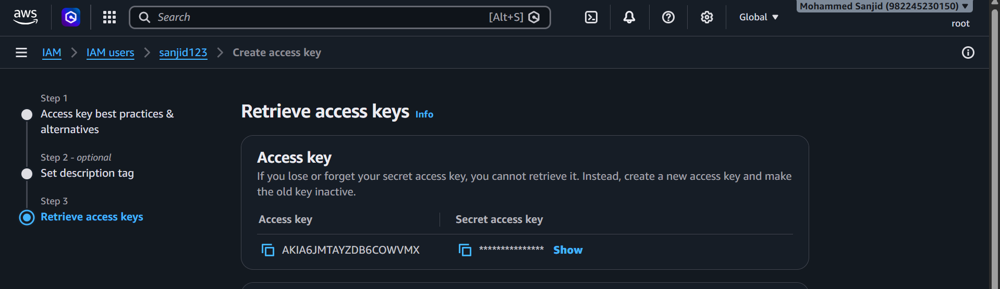 aws
Search
[Alt+S]
Global
Mohammed Sanjid (982245230150)
root
IAM
IAM users
sanjid123
Create access key
Step 1
Access key best practices &
alternatives
Step 2 - optional
Set description tag
Step 3
Retrieve access keys
Retrieve access keys Info
Access key
If you lose or forget your secret access key, you cannot retrieve it. Instead, create a new access key and make
the old key inactive.
Access key
Secret access key
AKIA6JMTAYZDB6COWVMX
*************** Show